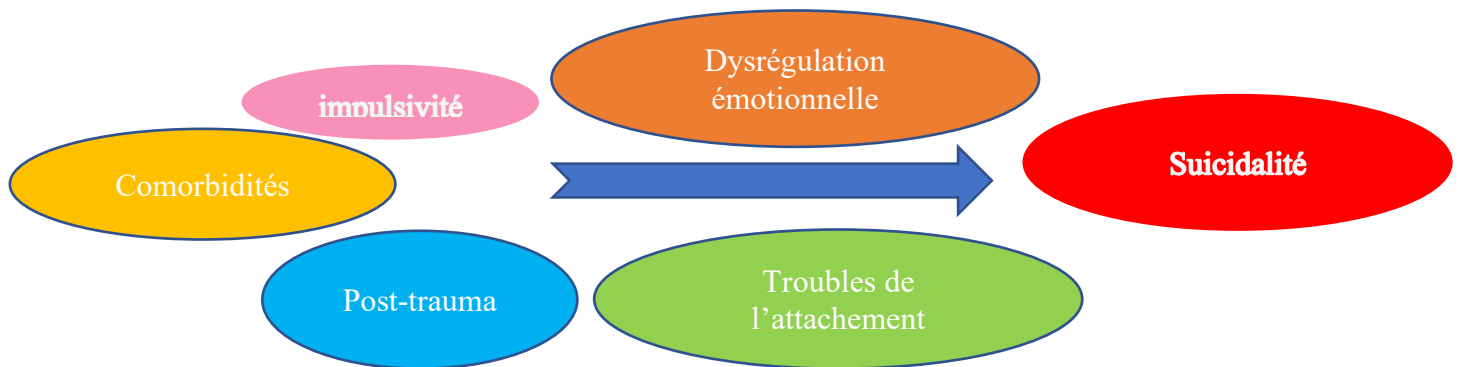 Dysrégulation
émotionnelle
impulsivité
Suicidalité
Comorbidités
Post-trauma
Troubles de
l’attachement